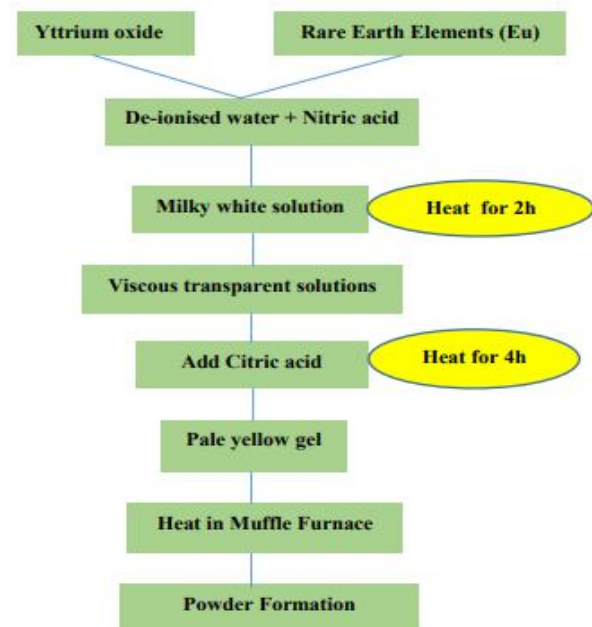 Yttrium oxide
Rare Earth Elements (Eu)
De-ionised water + Nitric acid
Milky white solution
Heat for 2h
Viscous transparent solutions
Add Citric acid
Heat for 4h
Pale yellow gel
Heat in Muffle Furnace
Powder Formation